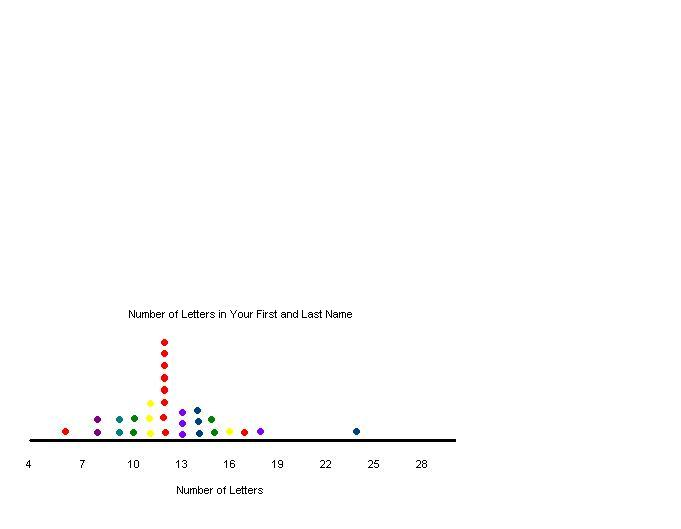 Number of Letters in Your First and Last Name
4 7 10 13 16 19 22 25 28
Number of Letters